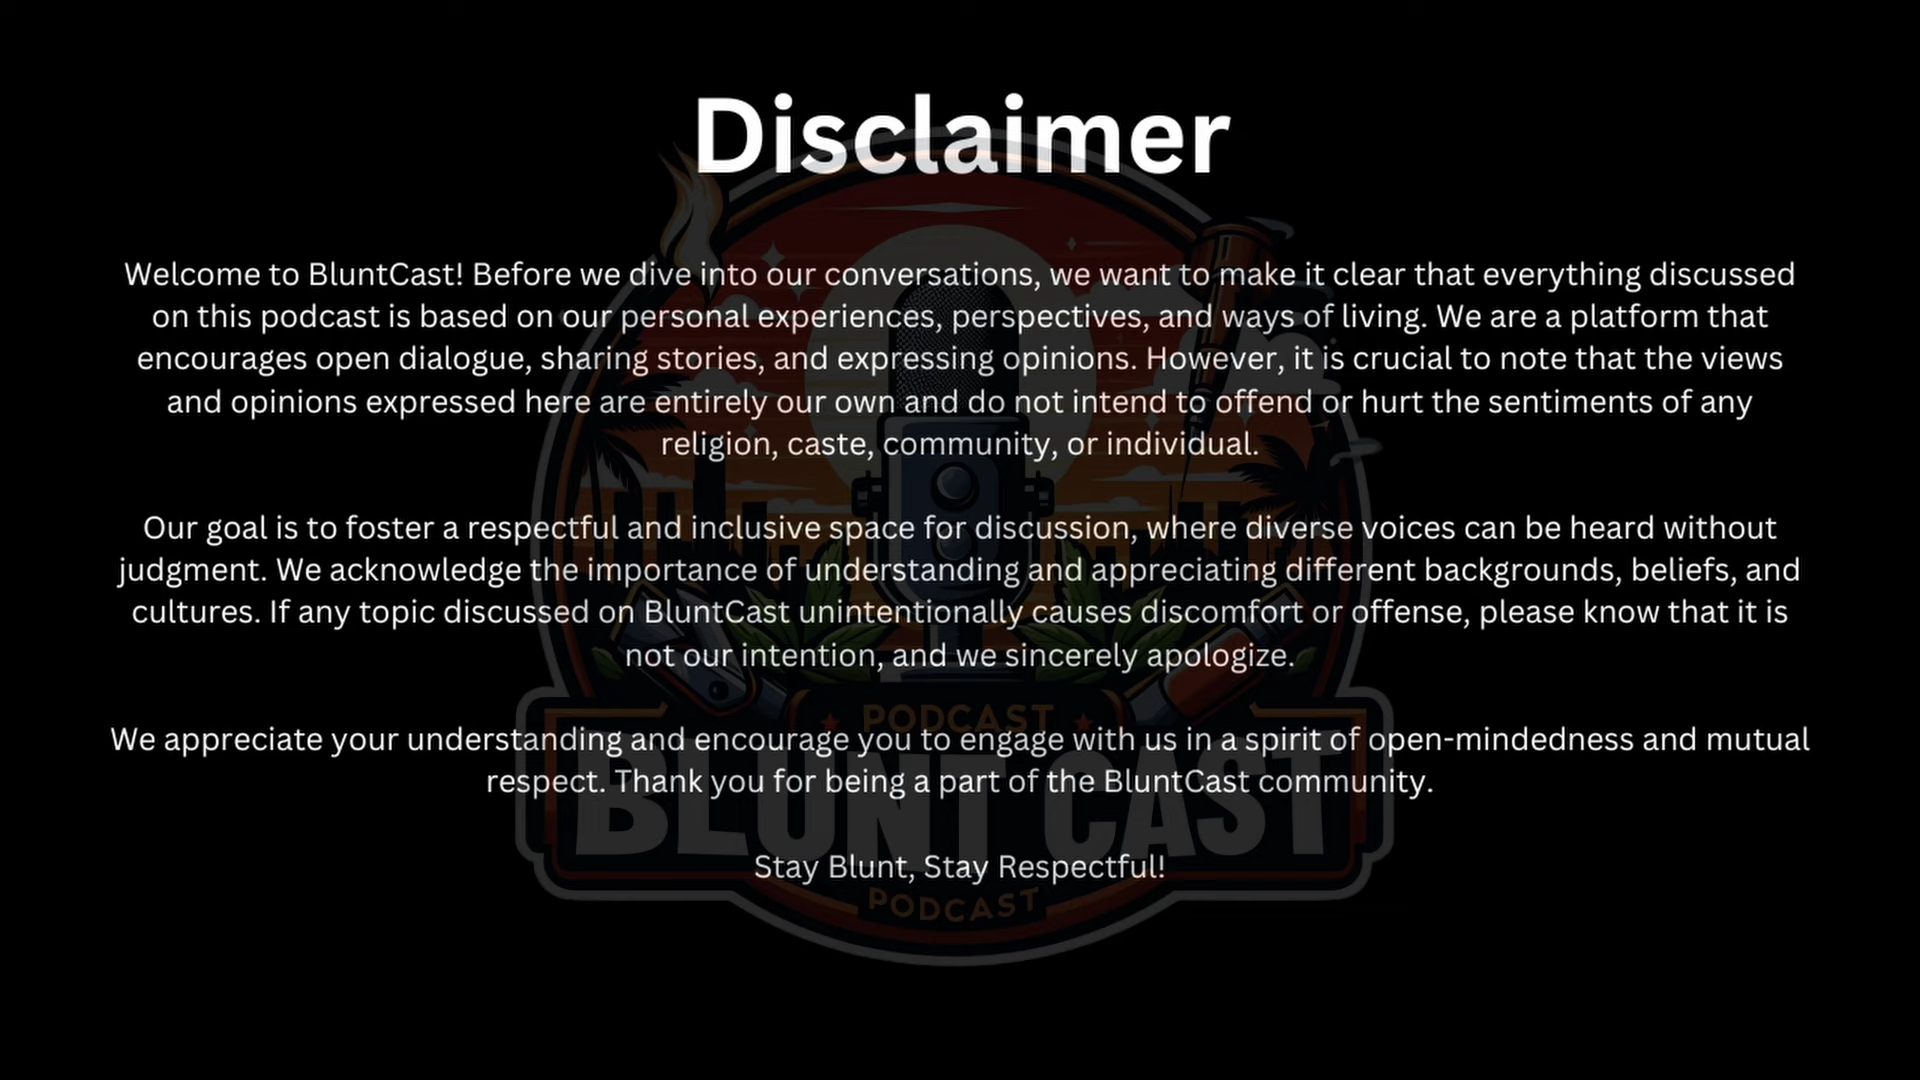 Disclaimer
Welcome to BluntCast! Before we dive into our conversations, we want to make it clear that everything discussed
on this podcast is based on our personal experiences, perspectives, and ways of living. We are a platform that
encourages open dialogue, sharing stories, and expressing opinions. However, it is crucial to note that the views
and opinions expressed here are entirely our own and do not intend to offend or hurt the sentiments of any
religion, caste, community, or individual.
Our goal is to foster a respectful and inclusive space for discussion, where diverse voices can be heard without
judgment. We acknowledge the importance of understanding and appreciating different backgrounds, beliefs, and
cultures. If any topic discussed on BluntCast unintentionally causes discomfort or offense, please know that it is
not our intention, and we sincerely apologize.
PODCAST
We appreciate your understanding and encourage you to engage with us in a spirit of open-mindedness and mutual
respect. Thank you for being a part of the BluntCast community.
BLUNT CAST
Stay Blunt, Stay Respectful!
PODCAST